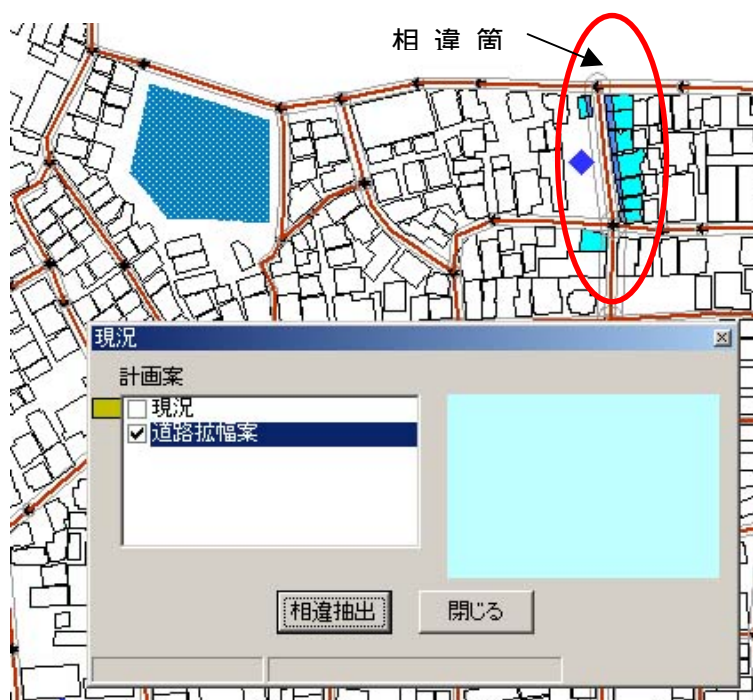 相 違 箇
現況
計画案
現況
道路拡幅案
相違抽出
閉じる